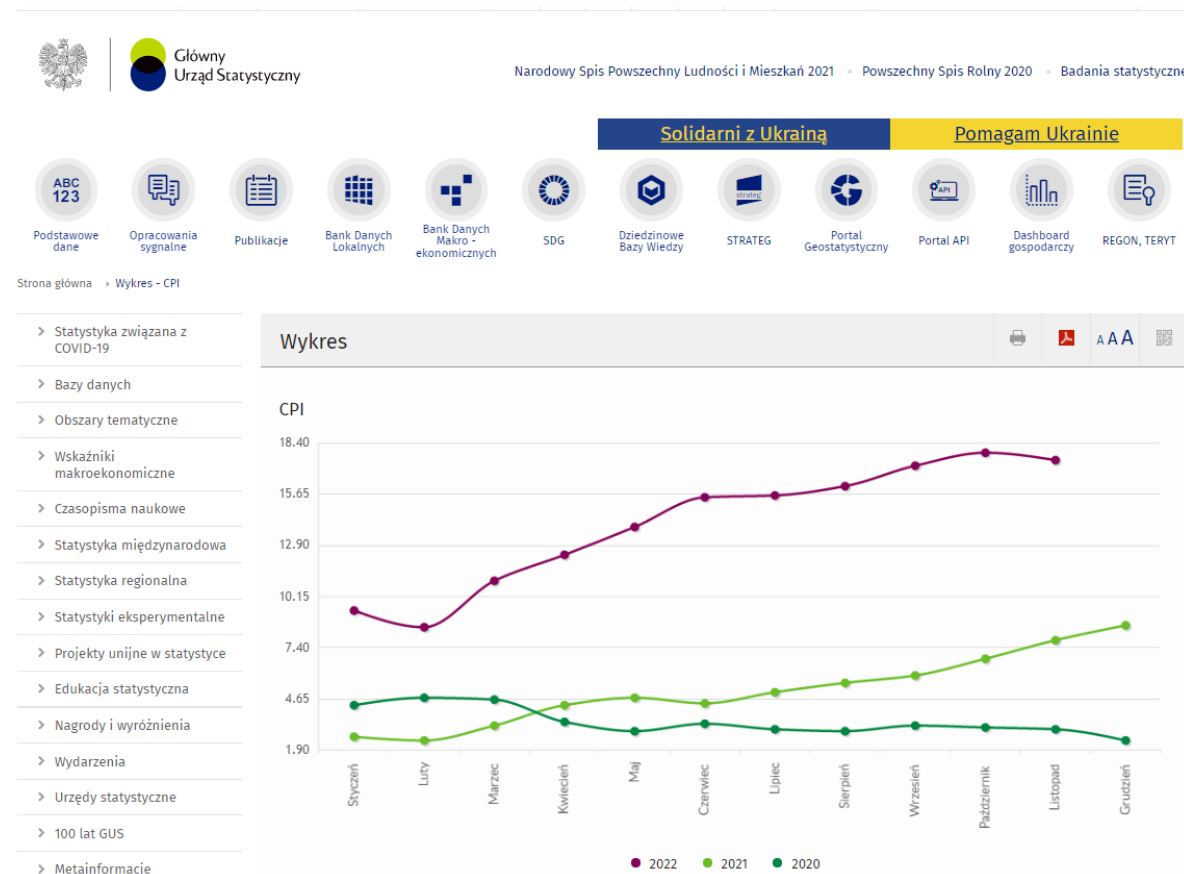 Główny
Urząd Statystyczny
Narodowy Spis Powszechny Ludności i Mieszkań 2021 Powszechny Spis Rolny 2020 Badania statystyczne
Solidarni z Ukrainą Pomagam Ukrainie
ABC
123
strateg
API
Podstawowe
dane
Opracowania
sygnalne
Publikacje
Bank Danych
Lokalnych
Bank Danych
Makro -
ekonomicznych
SDG
Dziedzinowe
Bazy Wiedzy
STRATEG
Portal
Geostatystyczny
Portal API
Dashboard
gospodarczy
REGON, TERYT
Strona główna Wykres - CPI
Statystyka związana z
COVID-19
Bazy danych
Obszary tematyczne
Wskaźniki
makroekonomiczne
Czasopisma naukowe
Statystyka międzynarodowa
Statystyka regionalna
Statystyki eksperymentalne
Projekty unijne w statystyce
Edukacja statystyczna
Nagrody i wyróżnienia
Wydarzenia
Urzędy statystyczne
100 lat GUS
Metainformacje
Wykres
A A A
CPI
18.40
15.65
12.90
10.15
7.40
4.65
1.90
Styczeń
Luty
Marzec
Kwiecień
Maj
Czerwiec
Lipiec
Sierpień
Wrzesień
Październik
Listopad
Grudzień
2022 2021 2020